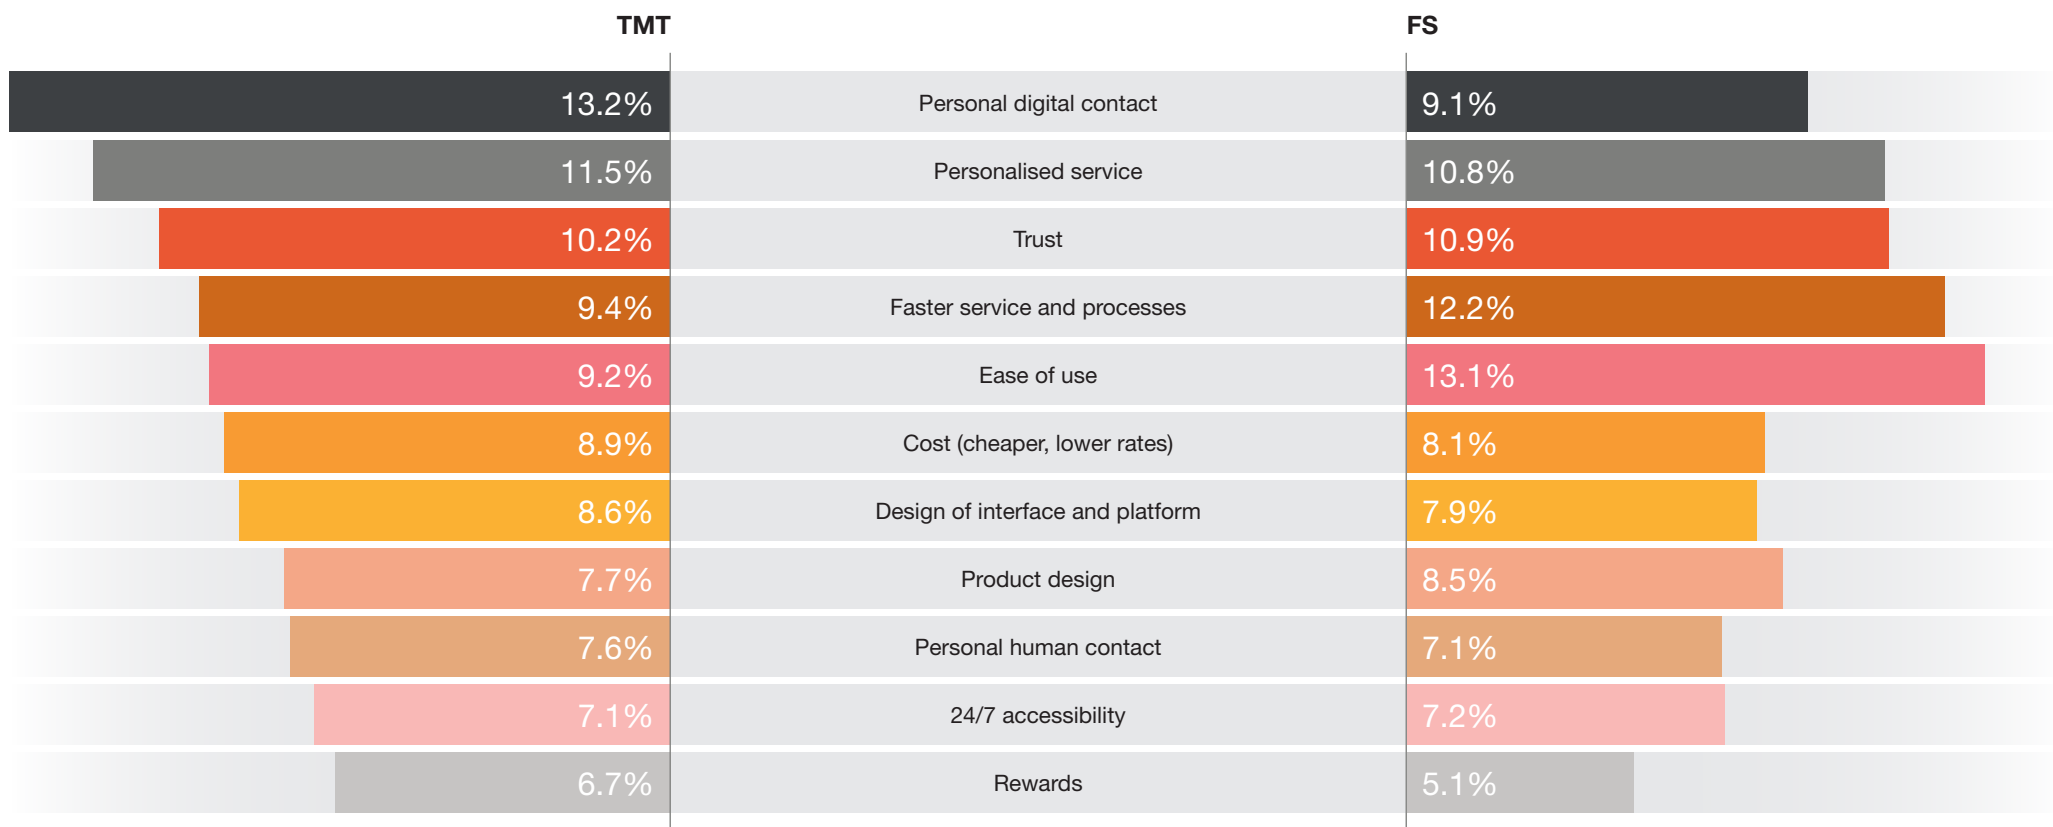 TMT FS
13.2% Personal digital contact 9.1%
11.5% Personalised service 10.8%
10.2% Trust 10.9%
9.4% Faster service and processes 12.2%
9.2% Ease of use 13.1%
8.9% Cost (cheaper, lower rates) 8.1%
8.6% Design of interface and platform 7.9%
7.7% Product design 8.5%
7.6% Personal human contact 7.1%
7.1% 24/7 accessibility 7.2%
6.7% Rewards 5.1%